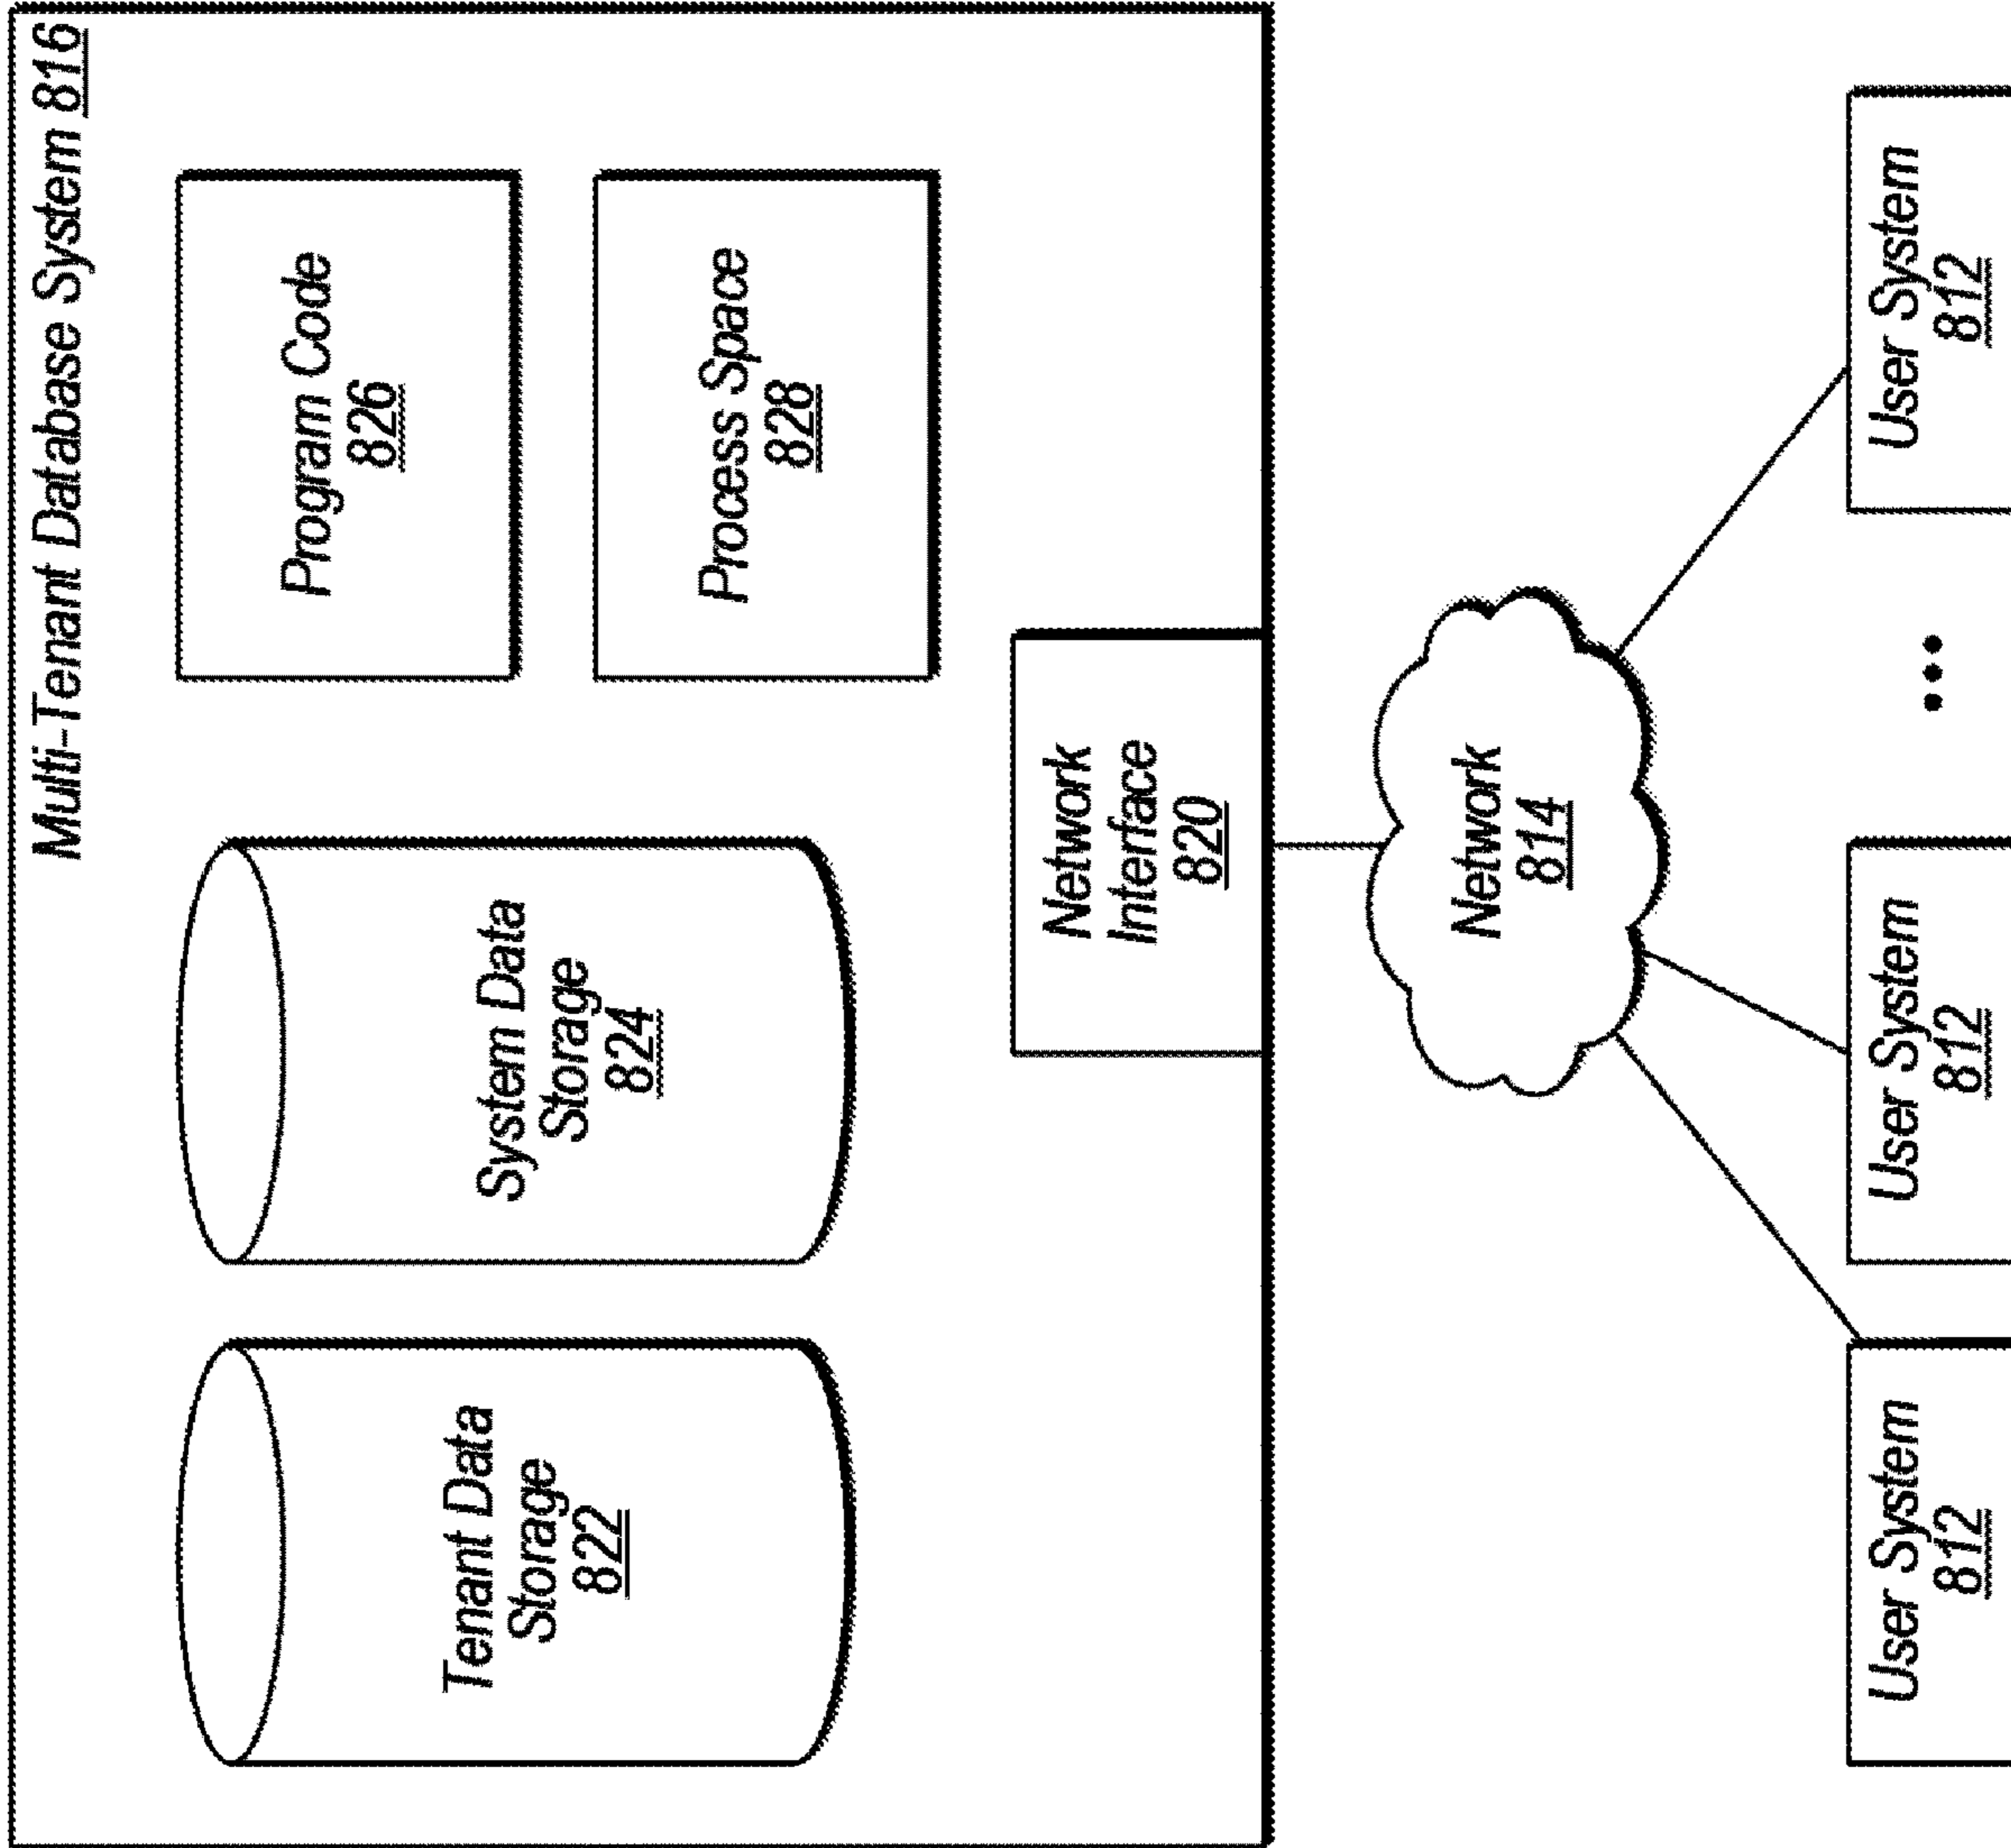 Multi-Tenant Database System 816
Tenant Data
Storage
822
System Data
Storage
824
Program Code
826
Process Space
828
Network
Interface
820
Network
814
User System
812
User System
812
...
User System
812